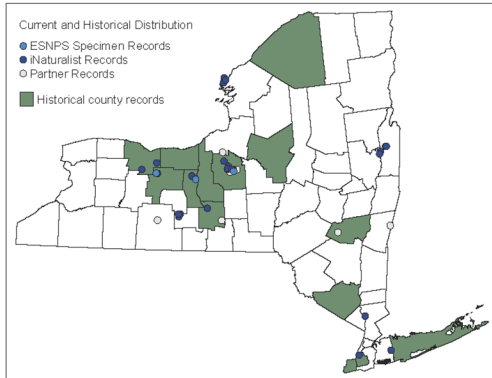 Current and Historical Distribution
ESNPS Specimen Records
iNaturalist Records
Partner Records
Historical county records